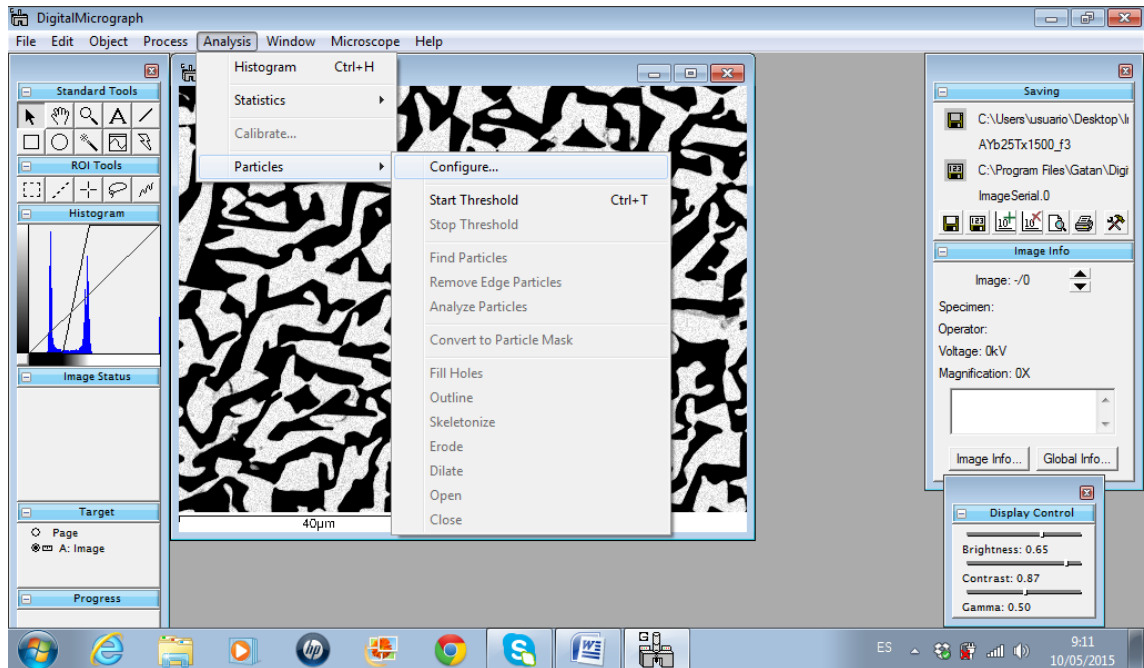 DigitalMicrograph
File Edit Object Process Analysis Window Microscope Help
Standard Tools
A
ROI Tools
Histogram
Image Status
Target
Page
A: Image
Progress
Histogram Ctrl+H
Statistics
Calibrate...
Particles
Configure...
Start Threshold Ctrl+T
Stop Threshold
Find Particles
Remove Edge Particles
Analyze Particles
Convert to Particle Mask
Fill Holes
Outline
Skeletonize
Erode
Dilate
Open
Close
40µm
Saving
C:\Users\usuario\Desktop\
AYb25Tx1500_f3
C:\Program Files\Gatan\Digi
ImageSerial.0
Image Info
Image: -/0
Specimen:
Operator:
Voltage: 0kV
Magnification: 0X
Image Info... Global Info...
Display Control
Brightness: 0.65
Contrast: 0.87
Gamma: 0.50
hp
ES
9:11
10/05/2015